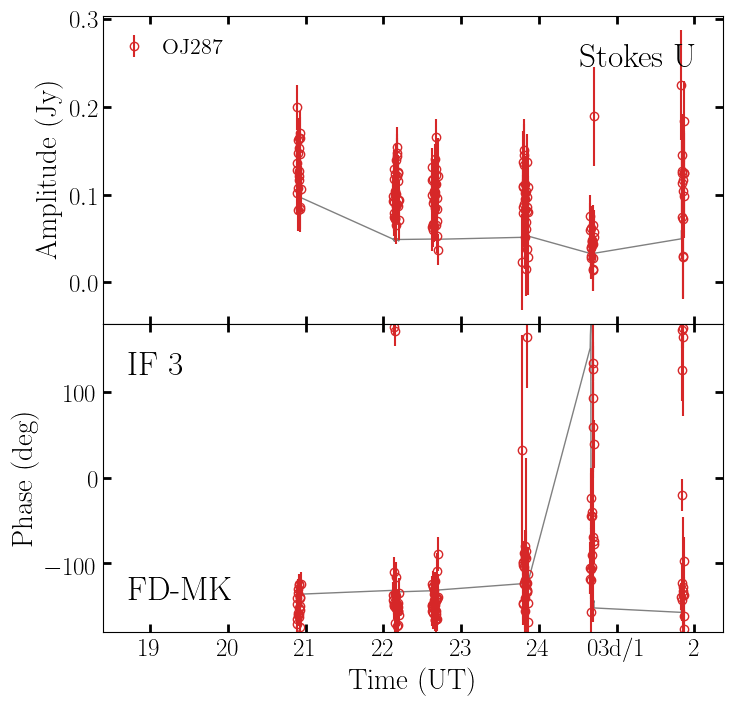 0.3
OJ287
Stokes U
0.2
0.1
0.0
Amplitude (Jy)
IF 3
100
0
−100
Phase (deg)
FD-MK
19 20 21 22 23 24 03d/1 2
Time (UT)